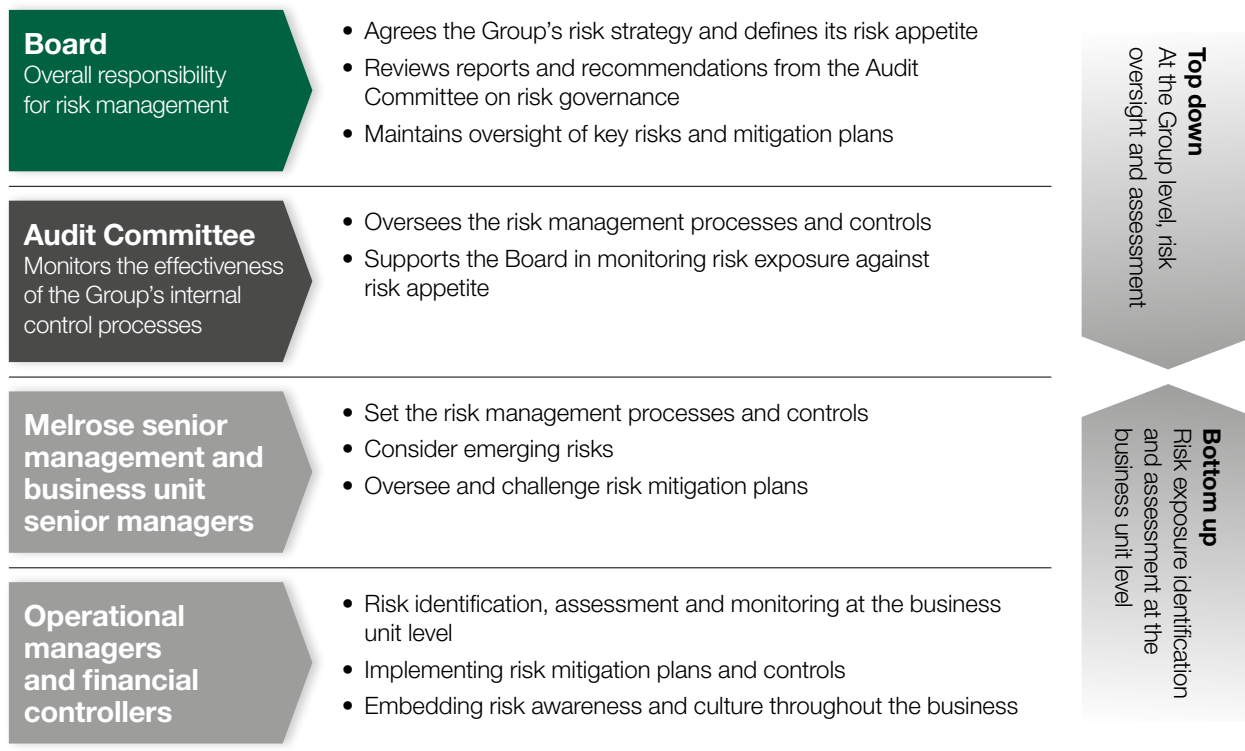 Board
Overall responsibility
for risk management
• Agrees the Group’s risk strategy and defines its risk appetite
• Reviews reports and recommendations from the Audit
Committee on risk governance
• Maintains oversight of key risks and mitigation plans
Audit Committee
Monitors the effectiveness
of the Group’s internal
control processes
• Oversees the risk management processes and controls
• Supports the Board in monitoring risk exposure against
risk appetite
Melrose senior
management and
business unit
senior managers
• Set the risk management processes and controls
• Consider emerging risks
• Oversee and challenge risk mitigation plans
Operational
managers
and financial
controllers
• Risk identification, assessment and monitoring at the business
unit level
• Implementing risk mitigation plans and controls
• Embedding risk awareness and culture throughout the business
Top down
At the Group level, risk
oversight and assessment
Bottom up
Risk exposure identification
and assessment at the
business unit level